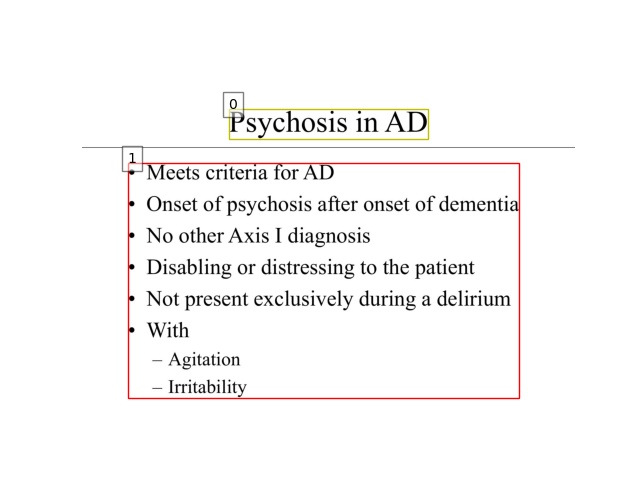 0
Psychosis in AD
1
• Meets criteria for AD
• Onset of psychosis after onset of dementia
• No other Axis I diagnosis
• Disabling or distressing to the patient
• Not present exclusively during a delirium
• With
– Agitation
– Irritability